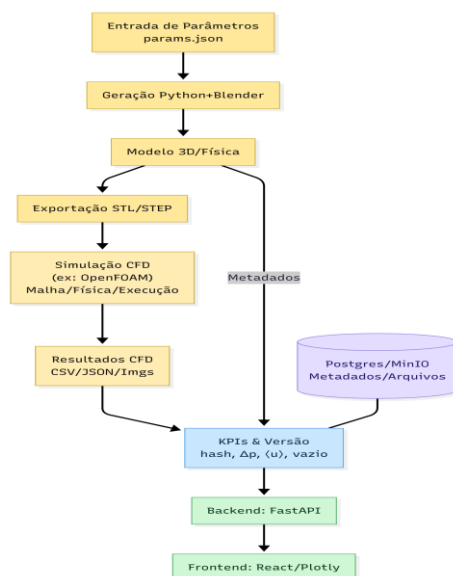 Entrada de Parâmetros
params.json
Geração Python+Blender
Modelo 3D/Física
Exportação STL/STEP
Simulação CFD
(ex: OpenFOAM)
Malha/Física/Execução
Metadados
Resultados CFD
CSV/JSON/Imgs
Postgres/MinIO
Metadados/Arquivos
KPIs & Versão
hash, Δp, ⟨u⟩, vazio
Backend: FastAPI
Frontend: React/Plotly